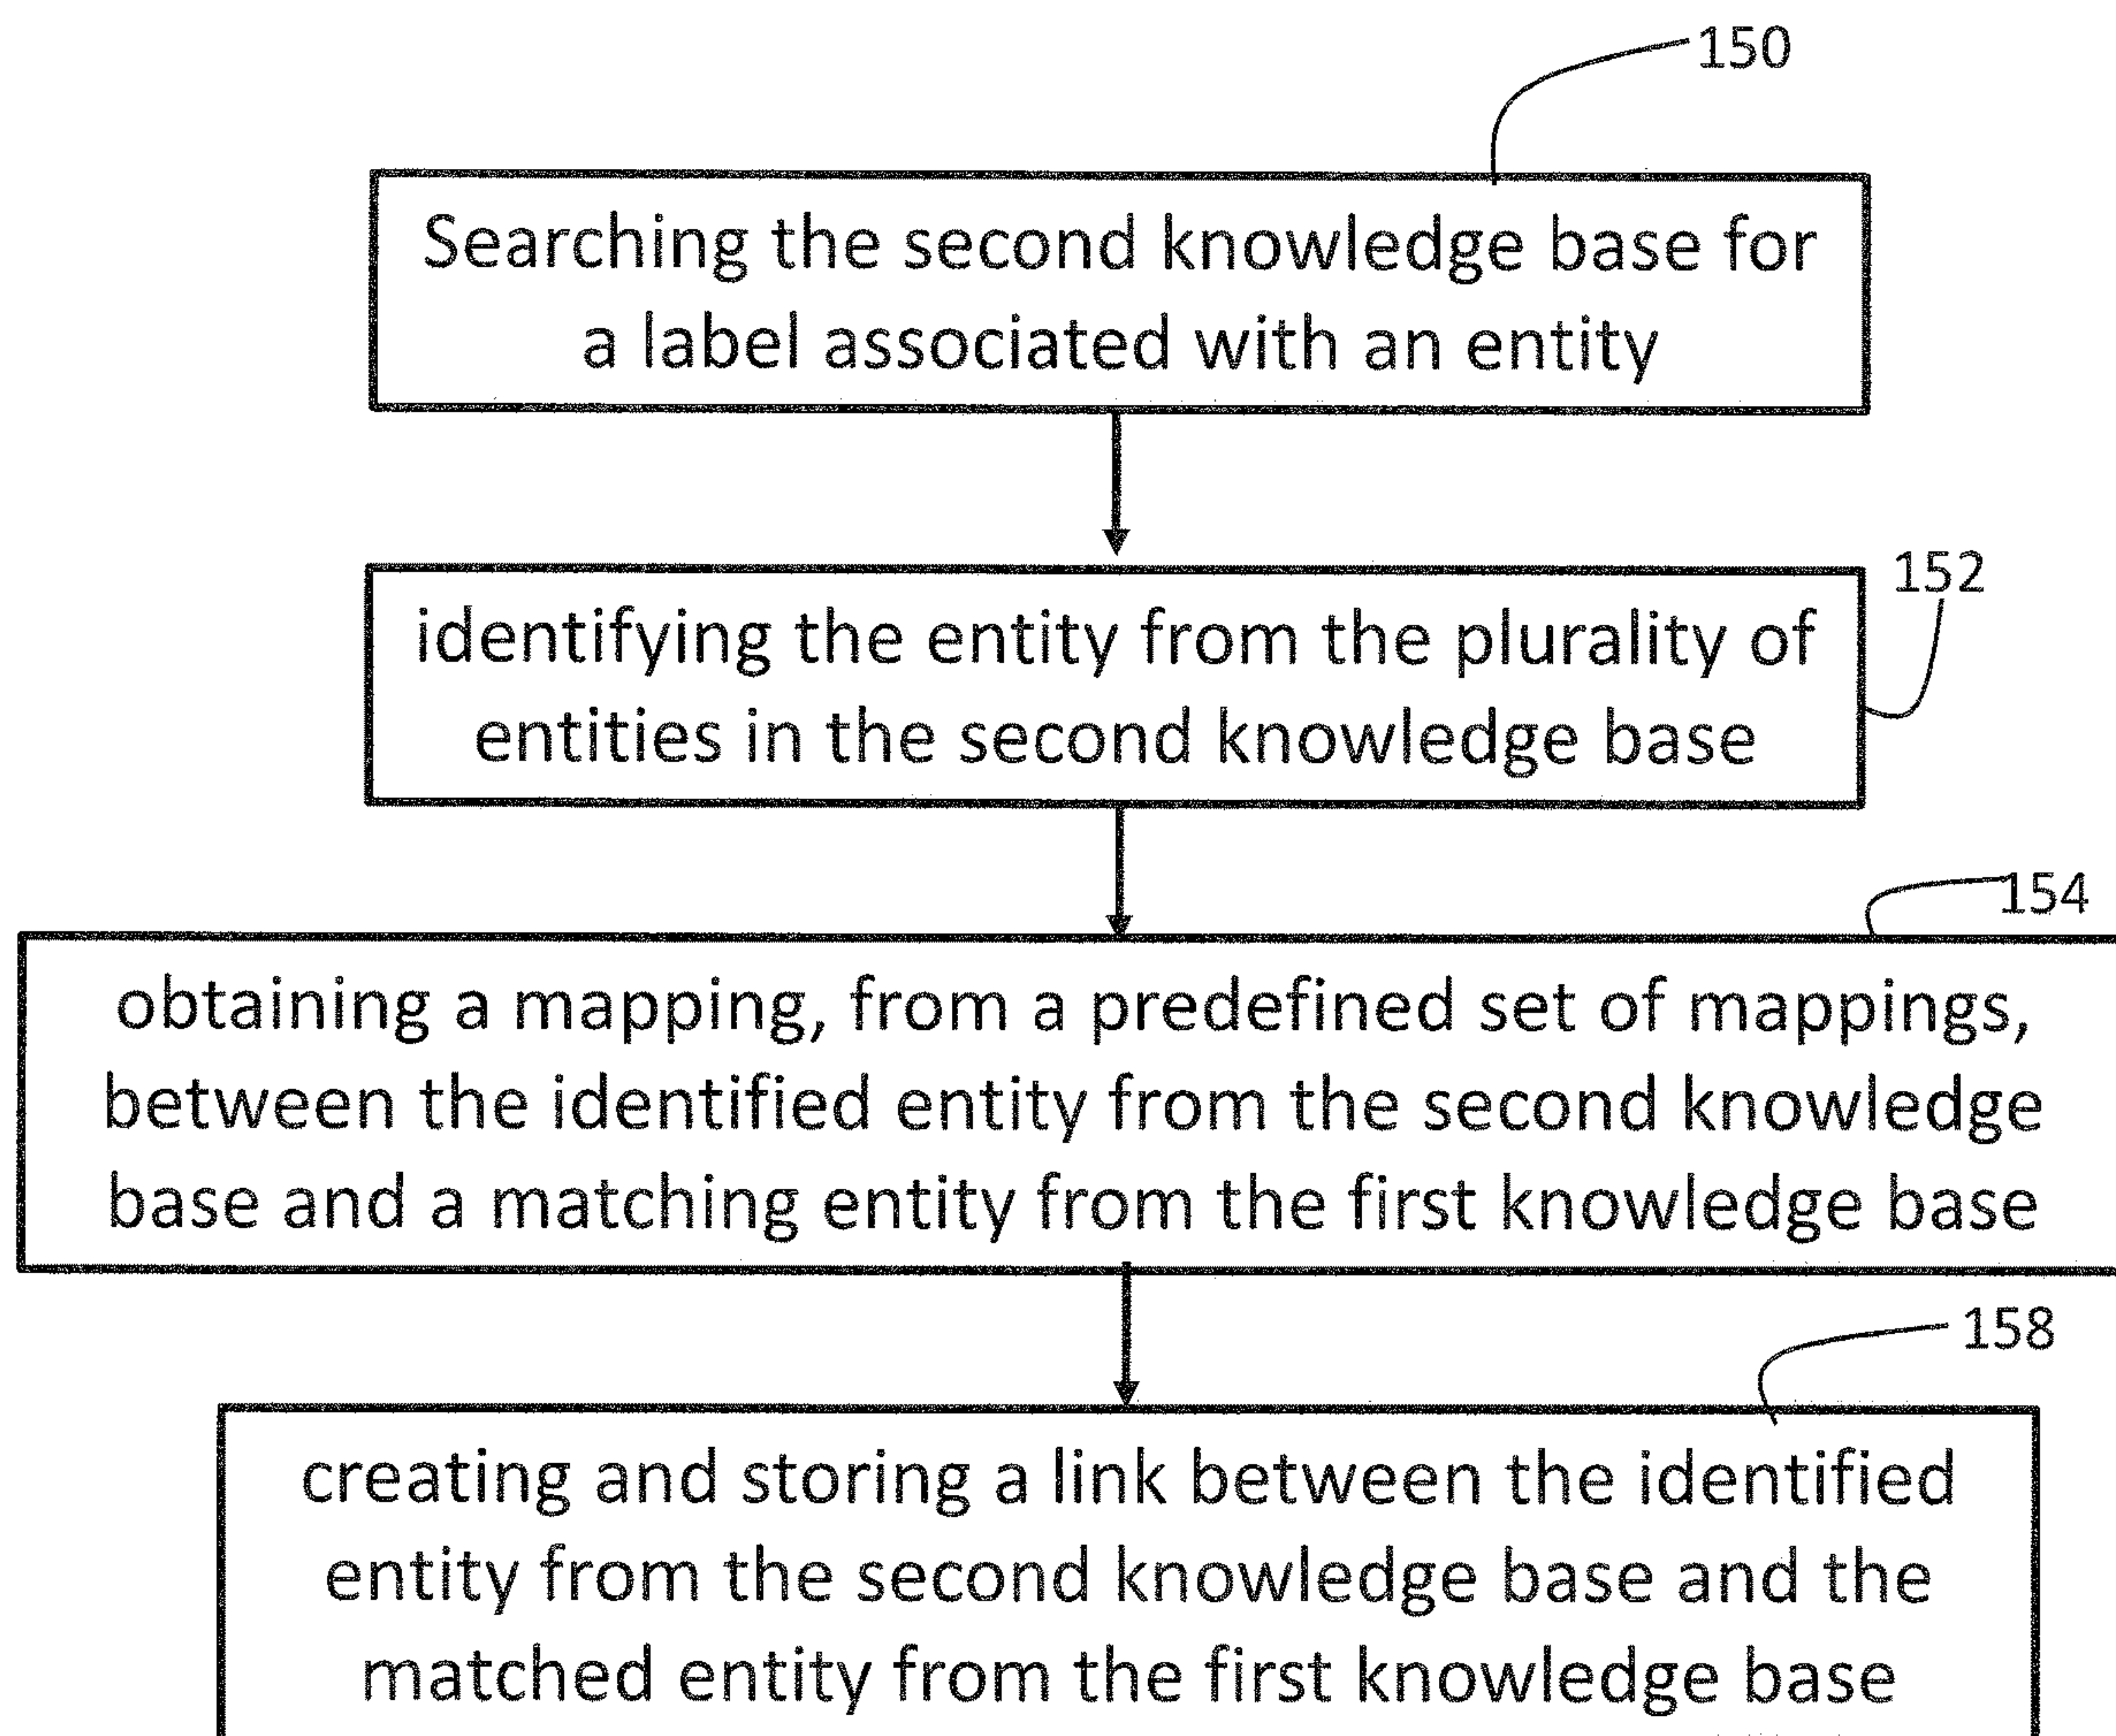 150
Searching the second knowledge base for
a label associated with an entity
152
identifying the entity from the plurality of
entities in the second knowledge base
154
obtaining a mapping, from a predefined set of mappings,
between the identified entity from the second knowledge
base and a matching entity from the first knowledge base
158
creating and storing a link between the identified
entity from the second knowledge base and the
matched entity from the first knowledge base